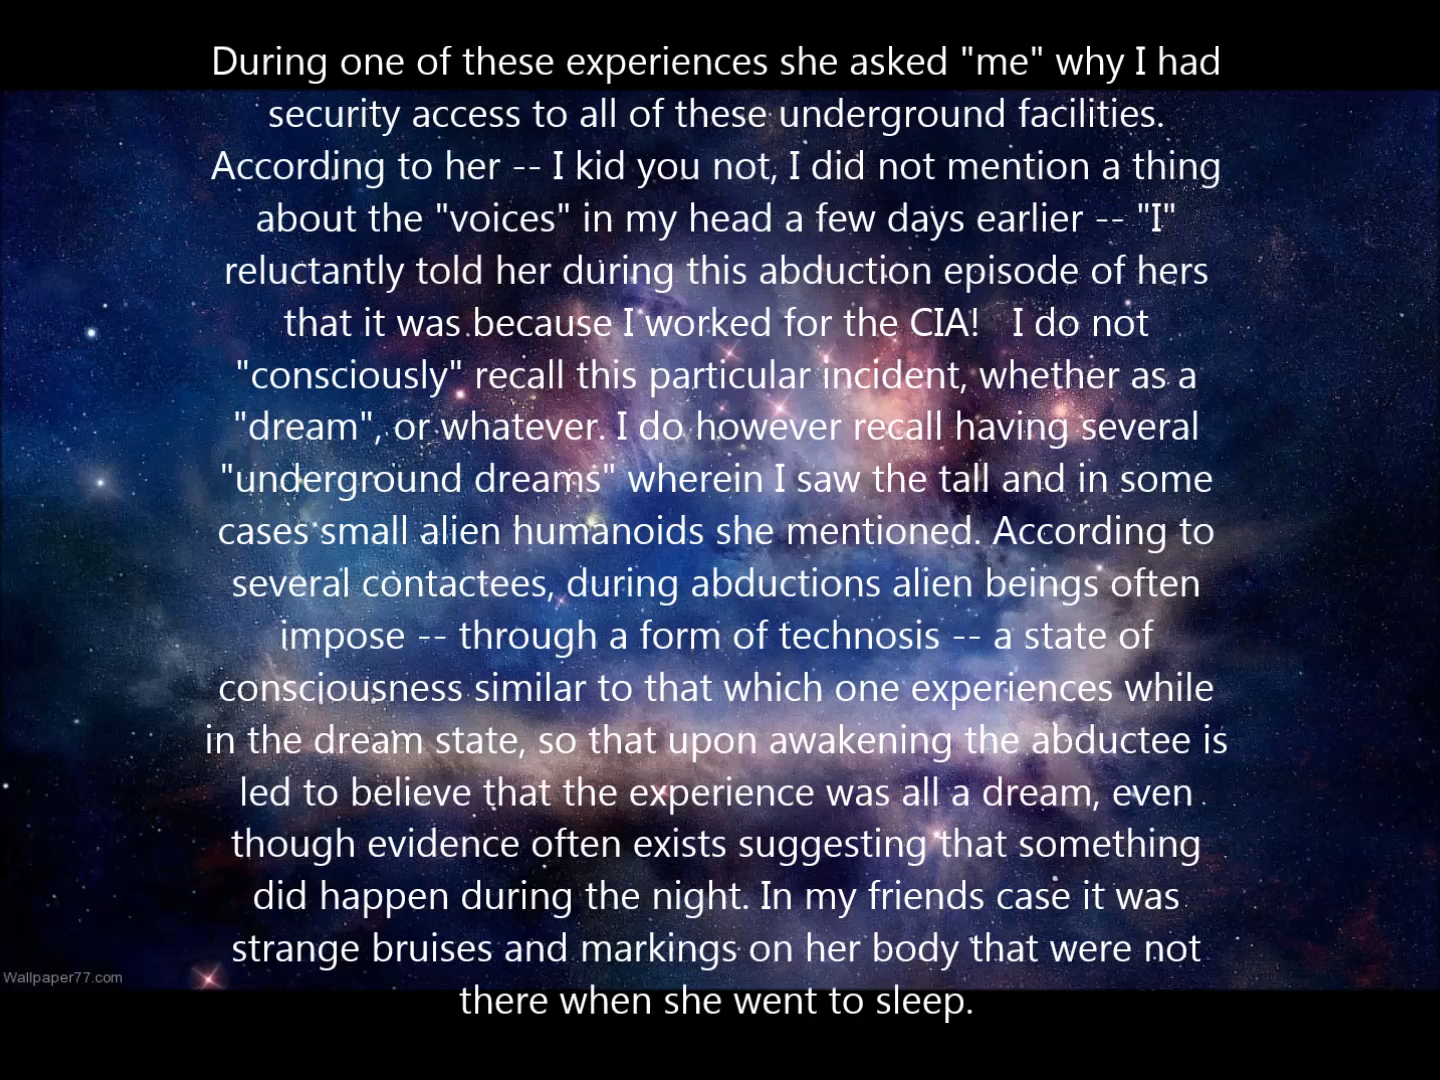 During one of these experiences she asked "me" why I had
security access to all of these underground facilities.
According to her -- I kid you not, I did not mention a thing
about the "voices" in my head a few days earlier -- "I"
reluctantly told her during this abduction episode of hers
that it was because I worked for the CIA!   I do not
"consciously" recall this particular incident, whether as a
"dream", or whatever. I do however recall having several
"underground dreams" wherein I saw the tall and in some
cases small alien humanoids she mentioned. According to
several contactees, during abductions alien beings often
impose -- through a form of technosis -- a state of
consciousness similar to that which one experiences while
in the dream state, so that upon awakening the abductee is
led to believe that the experience was all a dream, even
though evidence often exists suggesting that something
did happen during the night. In my friends case it was
strange bruises and markings on her body that were not
there when she went to sleep.
Wallpaper77.com